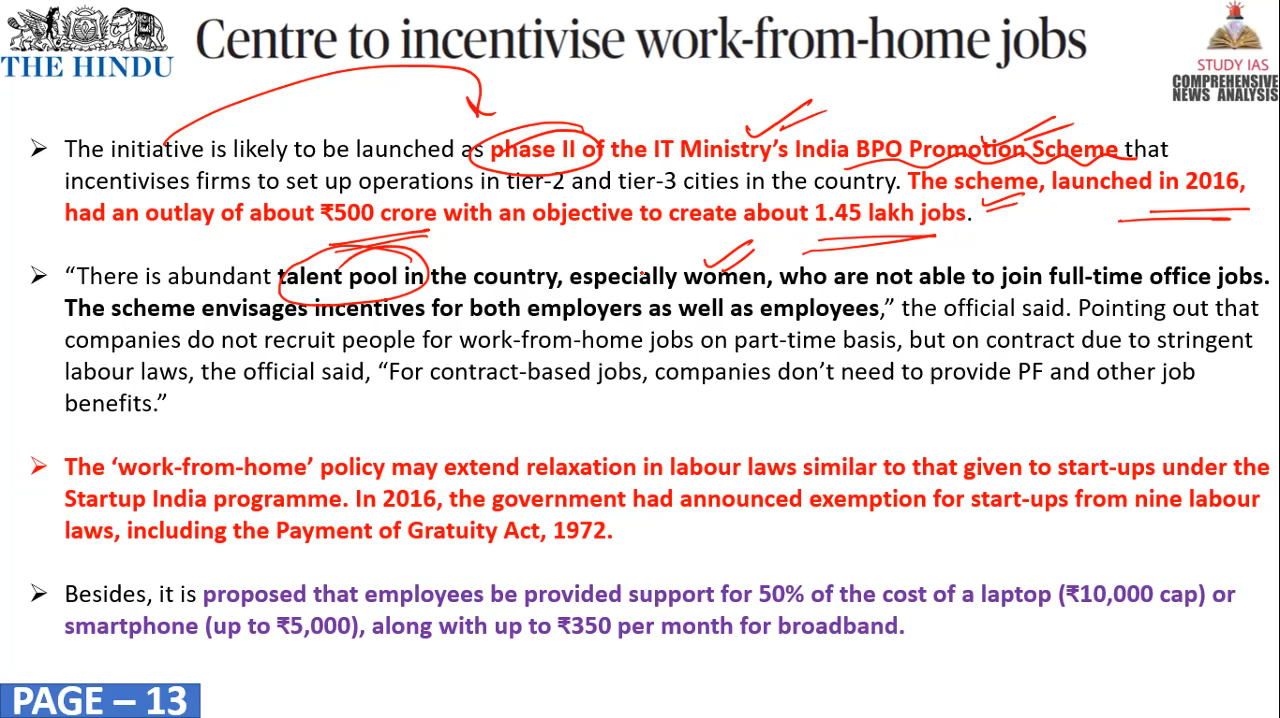 THE HINDU
Centre to incentivise work-from-home jobs
STUDY IAS
COMPREHENSIVE
NEWS ANALYSIS
The initiative is likely to be launched as phase II of the IT Ministry's India BPO Promotion Scheme that
incentivises firms to set up operations in tier-2 and tier-3 cities in the country. The scheme, launched in 2016,
had an outlay of about ₹500 crore with an objective to create about 1.45 lakh jobs.
“There is abundant talent pool in the country, especially women, who are not able to join full-time office jobs.
The scheme envisages incentives for both employers as well as employees,” the official said. Pointing out that
companies do not recruit people for work-from-home jobs on part-time basis, but on contract due to stringent
labour laws, the official said, “For contract-based jobs, companies don't need to provide PF and other job
benefits.”
The ‘work-from-home’ policy may extend relaxation in labour laws similar to that given to start-ups under the
Startup India programme. In 2016, the government had announced exemption for start-ups from nine labour
laws, including the Payment of Gratuity Act, 1972.
Besides, it is proposed that employees be provided support for 50% of the cost of a laptop (₹10,000 cap) or
smartphone (up to ₹5,000), along with up to ₹350 per month for broadband.
PAGE – 13